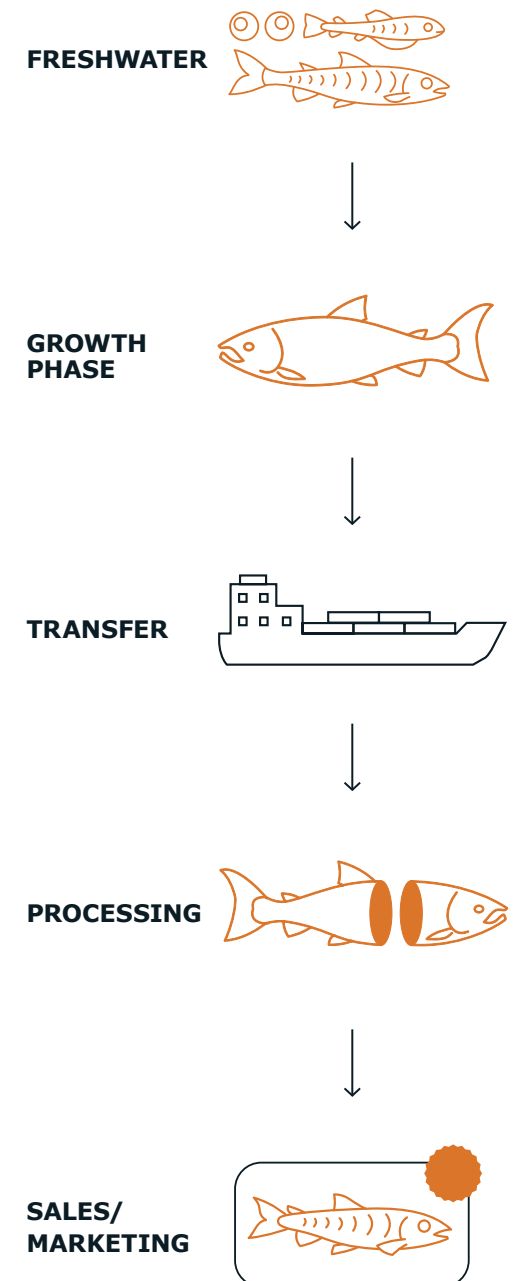 FRESHWATER
GROWTH
PHASE
TRANSFER
PROCESSING
SALES/
MARKETING